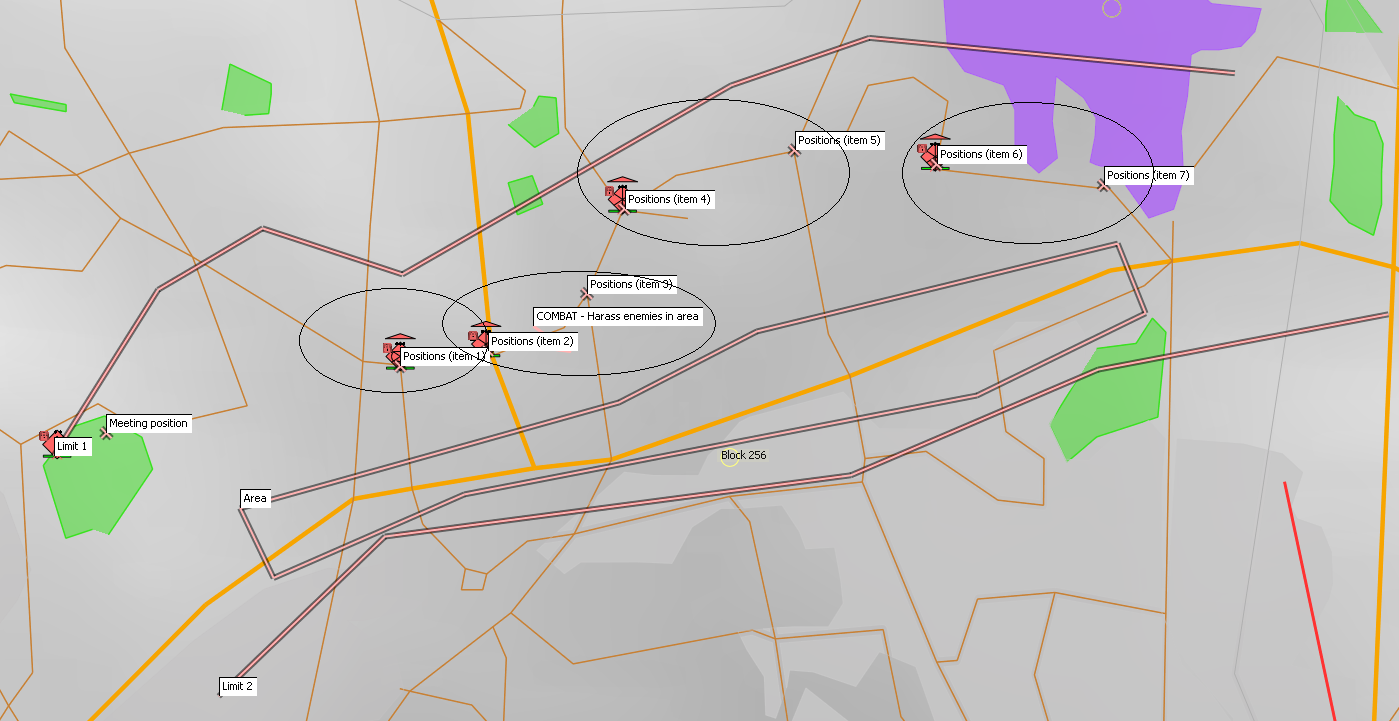 Positions (item 5)
Positions (item 6)
Positions (item 7)
Positions (item 4)
Positions (item 3)
COMBAT - Harass enemies in area
Positions (item 2)
Positions (item 1)
Meeting position
Limit 1
Block 256
Area
Limit 2